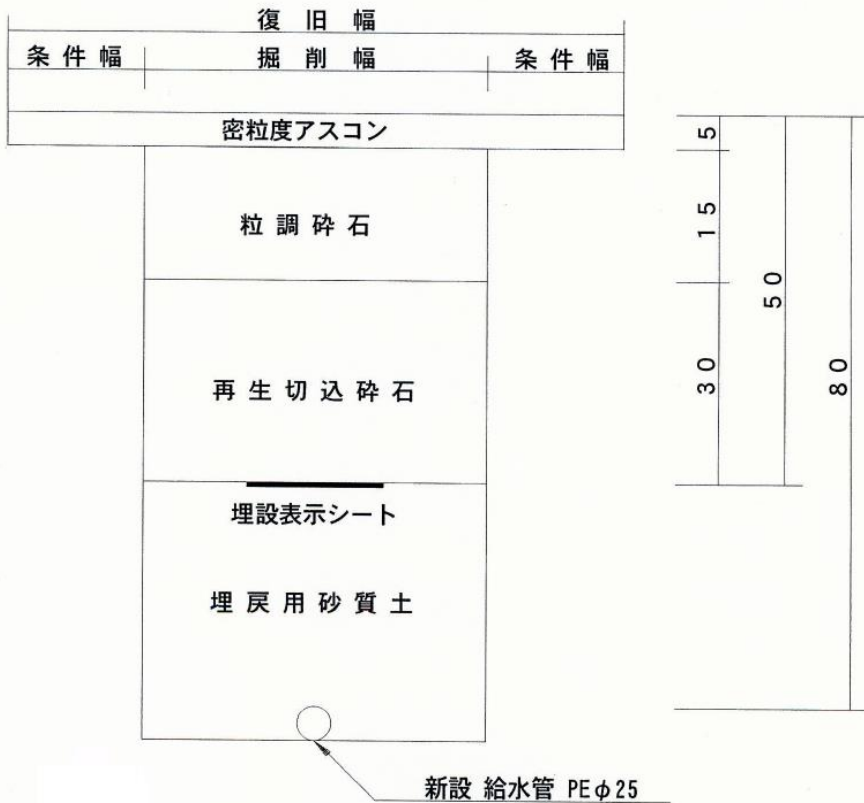 復旧幅
条件幅 掘削幅 条件幅
密粒度アスコン
5
粒調砕石
15
50
再生切込砕石
30
80
埋設表示シート
埋戻用砂質土
新設 給水管 PEφ25